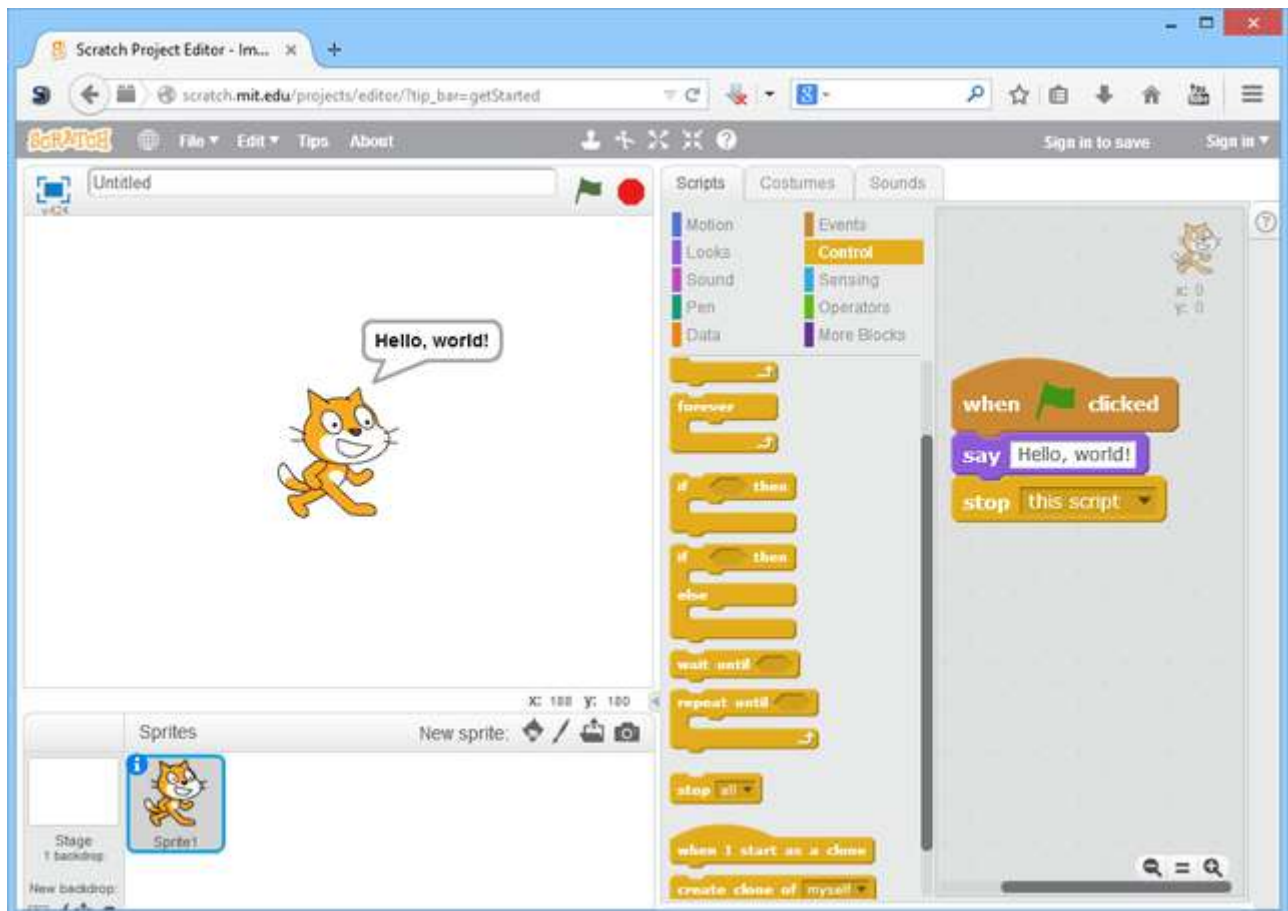 Scratch Project Editor - Im...
scratch.mit.edu/projects/editor/?tip_bar=getStarted
SCRATCH File Edit Tips About Sign in to save Sign in
Untitled
v424
Hello, world!
X: 188 y: 180
Sprites New sprite:
Sprite1
Stage
1 backdrop
New backdrop:
Scripts Costumes Sounds
Motion Events
Looks Control
Sound Sensing
Pen Operators
Data More Blocks
forever
if then
if then
else
wait until
repeat until
stop all
when I start as a clone
create clone of myself
x: 0
y: 0
when clicked
say Hello, world!
stop this script